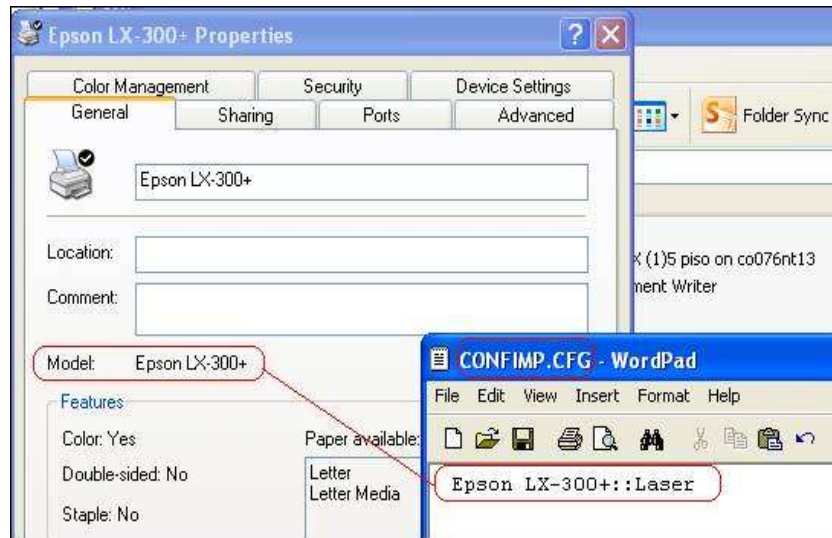 Epson LX-300+ Properties
Color Management Security Device Settings
General Sharing Ports Advanced
Folder Sync
Epson LX-300+
Location:
X (1)5 piso on co076nt13
ment Writer
Comment:
Model: Epson LX-300+
CONFIMP.CFG - WordPad
File Edit View Insert Format Help
Features
Color: Yes
Paper available:
Double-sided: No
Letter
Letter Media
Staple: No
Epson LX-300+::Laser